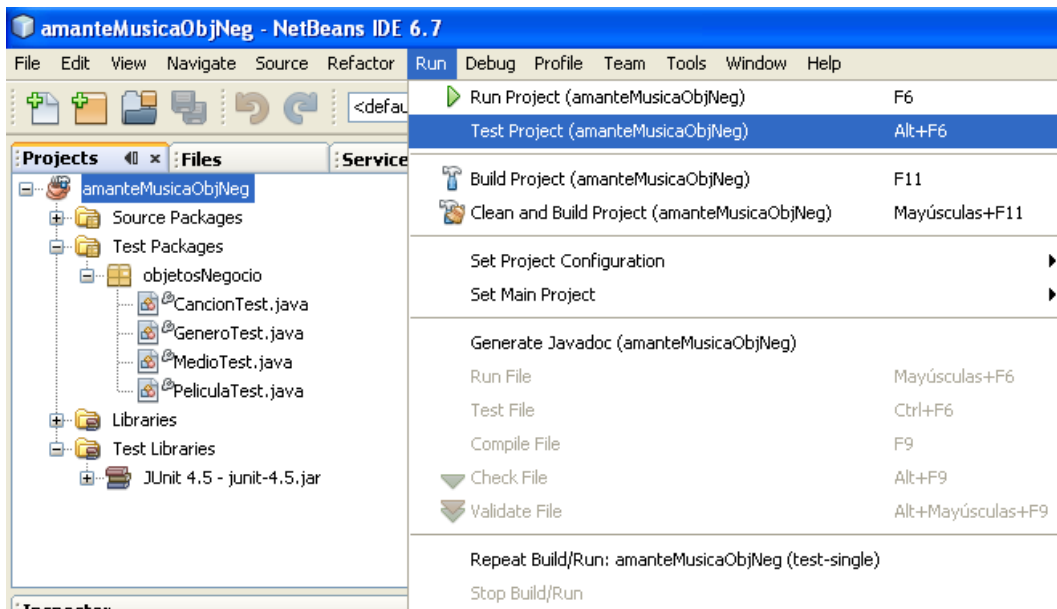 amanteMusicaObjNeg - NetBeans IDE 6.7
File Edit View Navigate Source Refactor Run Debug Profile Team Tools Window Help
<defau
Projects Files Service
amanteMusicaObjNeg
Source Packages
Test Packages
objetosNegocio
CancionTest.java
GeneroTest.java
MedioTest.java
PeliculaTest.java
Libraries
Test Libraries
JUnit 4.5 - junit-4.5.jar
Run Project (amanteMusicaObjNeg) F6
Test Project (amanteMusicaObjNeg) Alt+F6
Build Project (amanteMusicaObjNeg) F11
Clean and Build Project (amanteMusicaObjNeg) Mayúsculas+F11
Set Project Configuration
Set Main Project
Generate Javadoc (amanteMusicaObjNeg)
Run File Mayúsculas+F6
Test File Ctrl+F6
Compile File F9
Check File Alt+F9
Validate File Alt+Mayúsculas+F9
Repeat Build/Run: amanteMusicaObjNeg (test-single)
Stop Build/Run